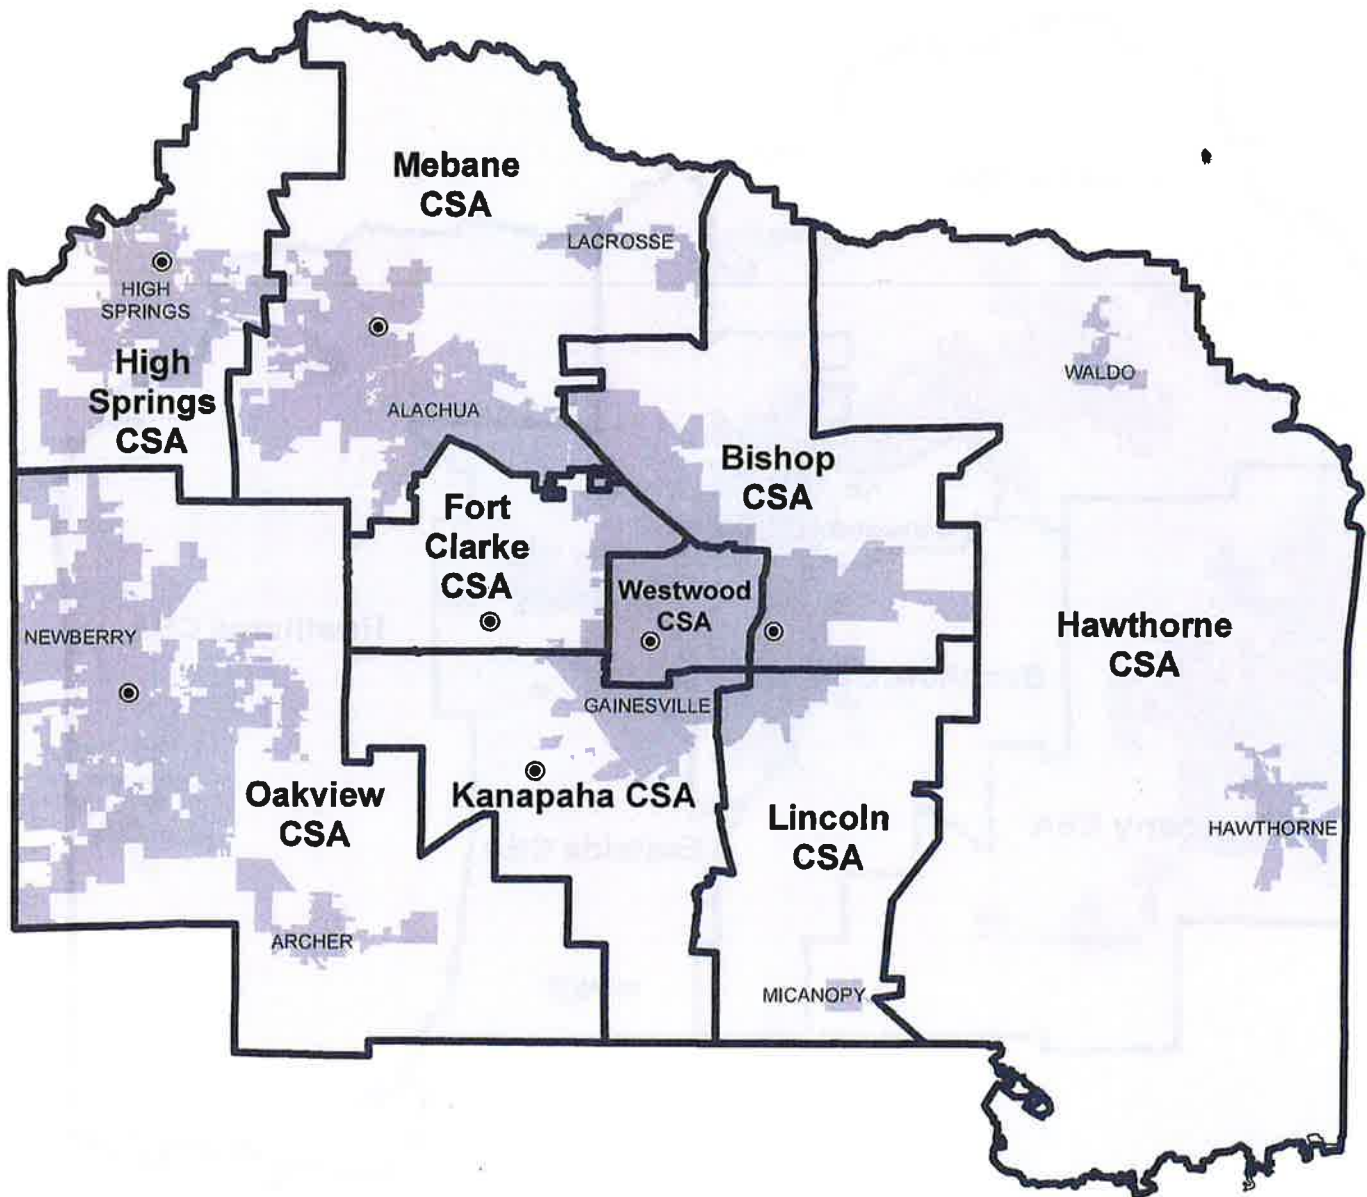 Mebane
CSA
LACROSSE
HIGH
SPRINGS
High
Springs
CSA
WALDO
ALACHUA
Bishop
CSA
Fort
Clarke
CSA
Westwood
CSA
NEWBERRY
Hawthorne
CSA
GAINESVILLE
Oakview
CSA
Kanapaha CSA
Lincoln
CSA
HAWTHORNE
ARCHER
MICANOPY